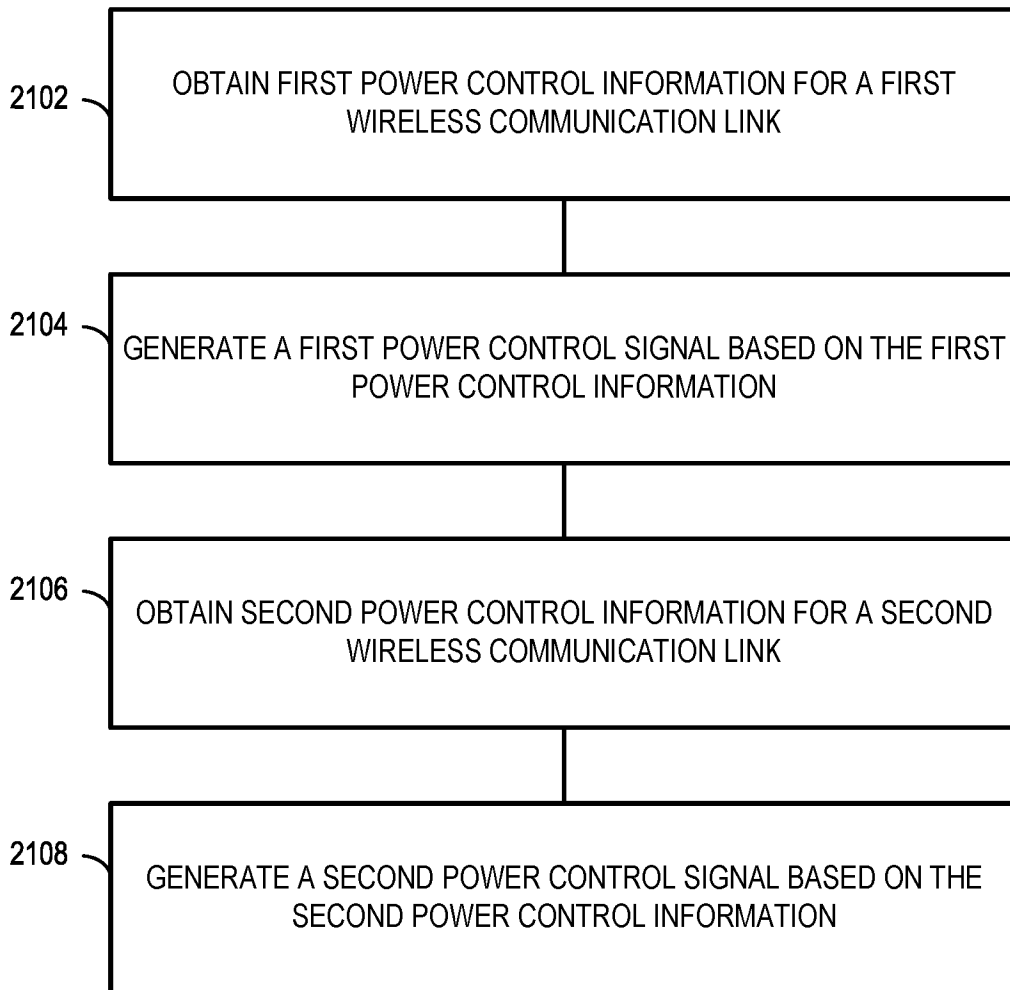 2102
OBTAIN FIRST POWER CONTROL INFORMATION FOR A FIRST
WIRELESS COMMUNICATION LINK
2104
GENERATE A FIRST POWER CONTROL SIGNAL BASED ON THE FIRST
POWER CONTROL INFORMATION
2106
OBTAIN SECOND POWER CONTROL INFORMATION FOR A SECOND
WIRELESS COMMUNICATION LINK
2108
GENERATE A SECOND POWER CONTROL SIGNAL BASED ON THE
SECOND POWER CONTROL INFORMATION